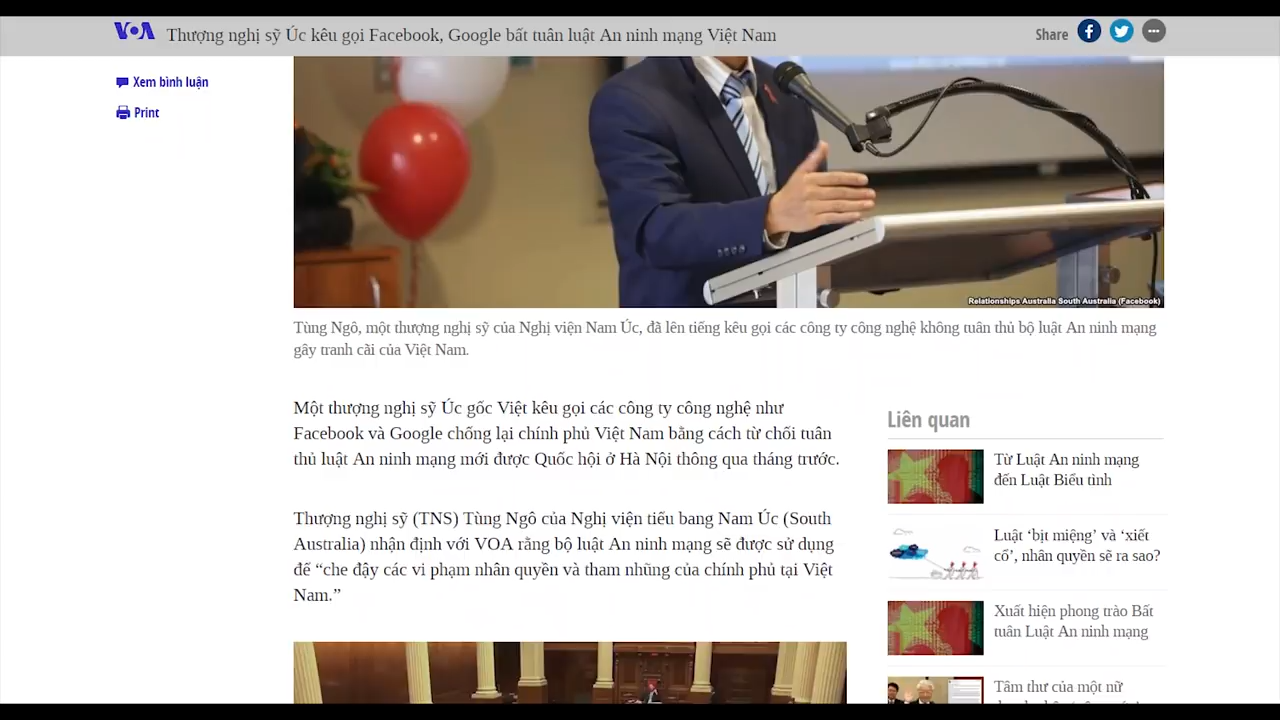 VOA
Thượng nghị sỹ Úc kêu gọi Facebook, Google bất tuân luật An ninh mạng Việt Nam
Share
Xem bình luận
Print
Relationships Australia South Australia (Facebook)
Tùng Ngô, một thượng nghị sỹ của Nghị viện Nam Úc, đã lên tiếng kêu gọi các công ty công nghệ không tuân thủ bộ luật An ninh mạng
gây tranh cãi của Việt Nam.
Một thượng nghị sỹ Úc gốc Việt kêu gọi các công ty công nghệ như
Facebook và Google chống lại chính phủ Việt Nam bằng cách từ chối tuân
thủ luật An ninh mạng mới được Quốc hội ở Hà Nội thông qua tháng trước.
Thượng nghị sỹ (TNS) Tùng Ngô của Nghị viện tiểu bang Nam Úc (South
Australia) nhận định với VOA rằng bộ luật An ninh mạng sẽ được sử dụng
để “che đậy các vi phạm nhân quyền và tham nhũng của chính phủ tại Việt
Nam.”
Liên quan
Từ Luật An ninh mạng
đến Luật Biểu tình
Luật ‘bịt miệng’ và ‘xiết
cổ’, nhân quyền sẽ ra sao?
Xuất hiện phong trào Bất
tuân Luật An ninh mạng
Tâm thư của một nữ